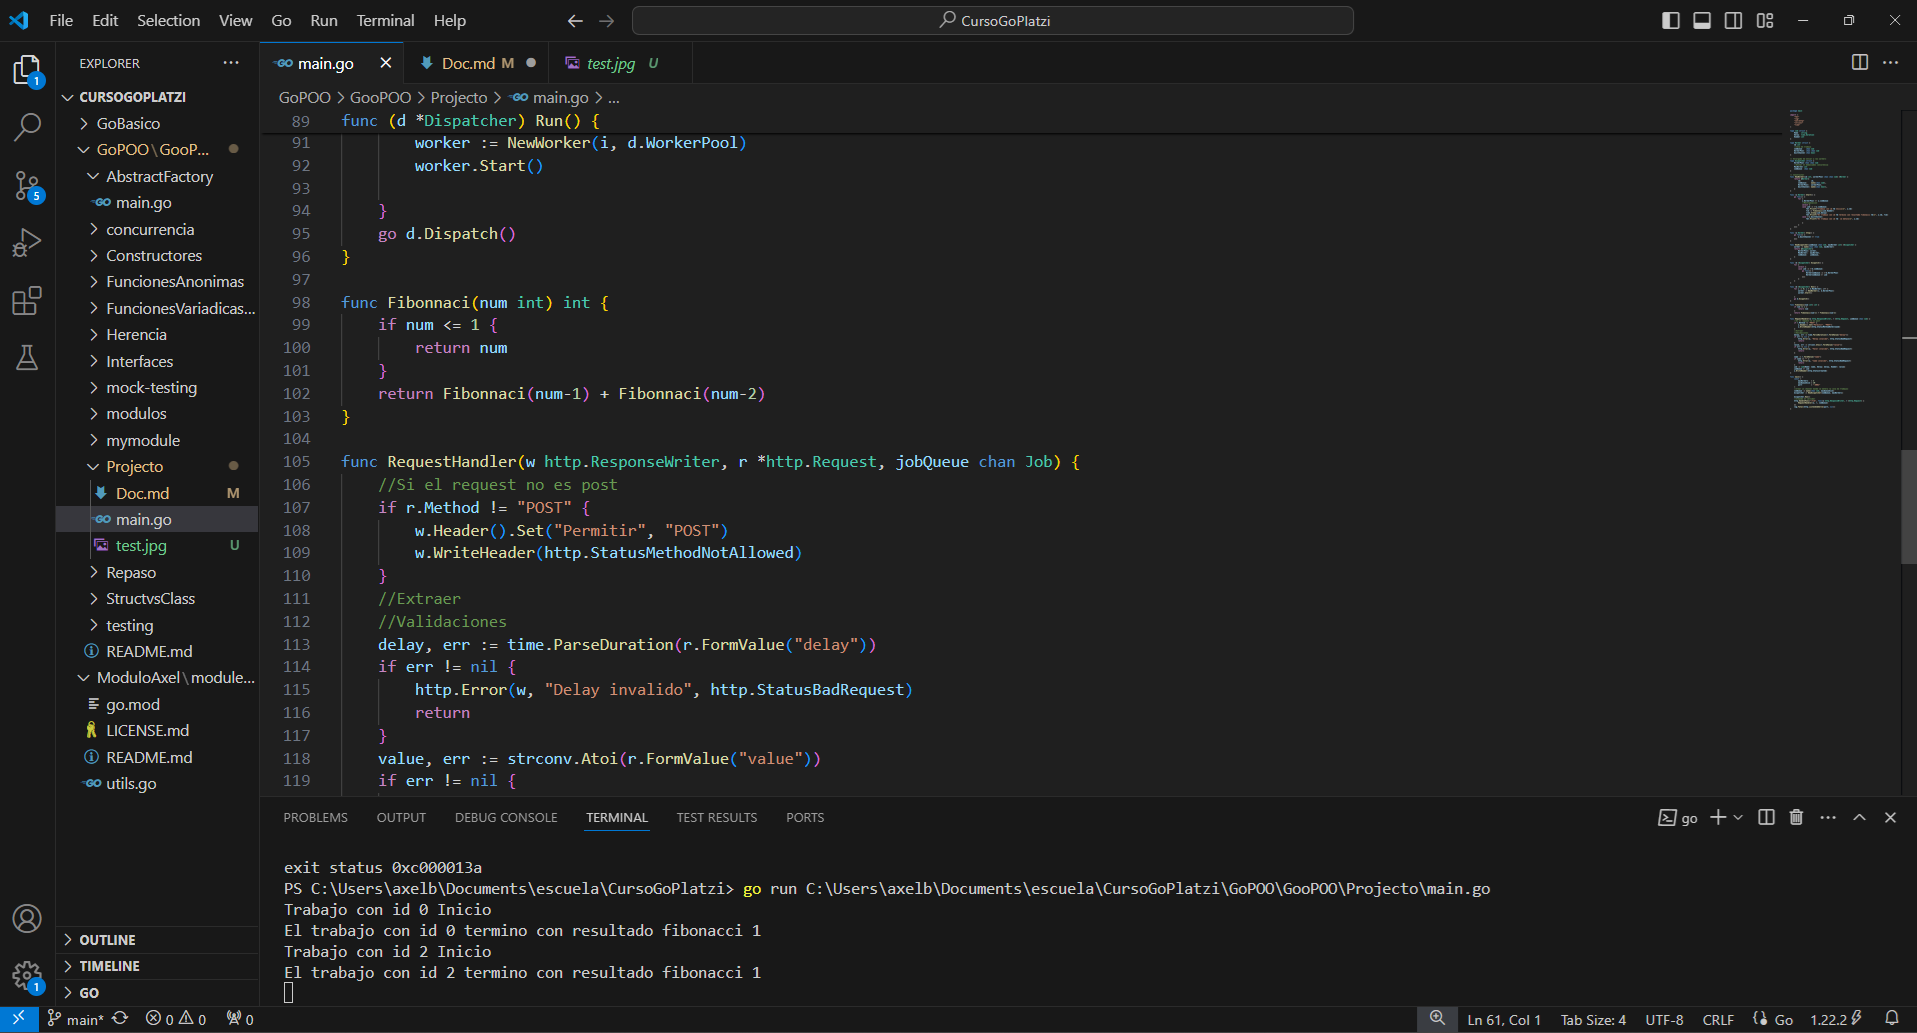 File Edit Selection View Go Run Terminal Help
CursoGoPlatzi
EXPLORER
CURSOGOPLATZI
GoBasico
GoPOO\GooP...
AbstractFactory
main.go
concurrencia
Constructores
FuncionesAnonimas
FuncionesVariadicas...
Herencia
Interfaces
mock-testing
modulos
mymodule
Projecto
Doc.md M
main.go
test.jpg U
Repaso
StructvsClass
testing
README.md
ModuloAxel\module...
go.mod
LICENSE.md
README.md
utils.go
OUTLINE
TIMELINE
GO
1
5
1
main.go Doc.md M test.jpg U
GoPOO > GooPOO > Projecto > main.go > ...
89 func (d *Dispatcher) Run() {
91 worker := NewWorker(i, d.WorkerPool)
92 worker.Start()
93
94 }
95 go d.Dispatch()
96 }
97
98 func Fibonnaci(num int) int {
99 if num <= 1 {
100 return num
101 }
102 return Fibonnaci(num-1) + Fibonnaci(num-2)
103 }
104
105 func RequestHandler(w http.ResponseWriter, r *http.Request, jobQueue chan Job) {
106 //Si el request no es post
107 if r.Method != "POST" {
108 w.Header().Set("Permitir", "POST")
109 w.WriteHeader(http.StatusMethodNotAllowed)
110 }
111 //Extraer
112 //Validaciones
113 delay, err := time.ParseDuration(r.FormValue("delay"))
114 if err != nil {
115 http.Error(w, "Delay invalido", http.StatusBadRequest)
116 return
117 }
118 value, err := strconv.Atoi(r.FormValue("value"))
119 if err != nil {
PROBLEMS OUTPUT DEBUG CONSOLE TERMINAL TEST RESULTS PORTS
go
exit status 0xc000013a
PS C:\Users\axelb\Documents\escuela\CursoGoPlatzi> go run C:\Users\axelb\Documents\escuela\CursoGoPlatzi\GoPOO\GooPOO\Projecto\main.go
Trabajo con id 0 Inicio
El trabajo con id 0 termino con resultado fibonacci 1
Trabajo con id 2 Inicio
El trabajo con id 2 termino con resultado fibonacci 1
main* 0 0 0
Ln 61, Col 1 Tab Size: 4 UTF-8 CRLF Go 1.22.2